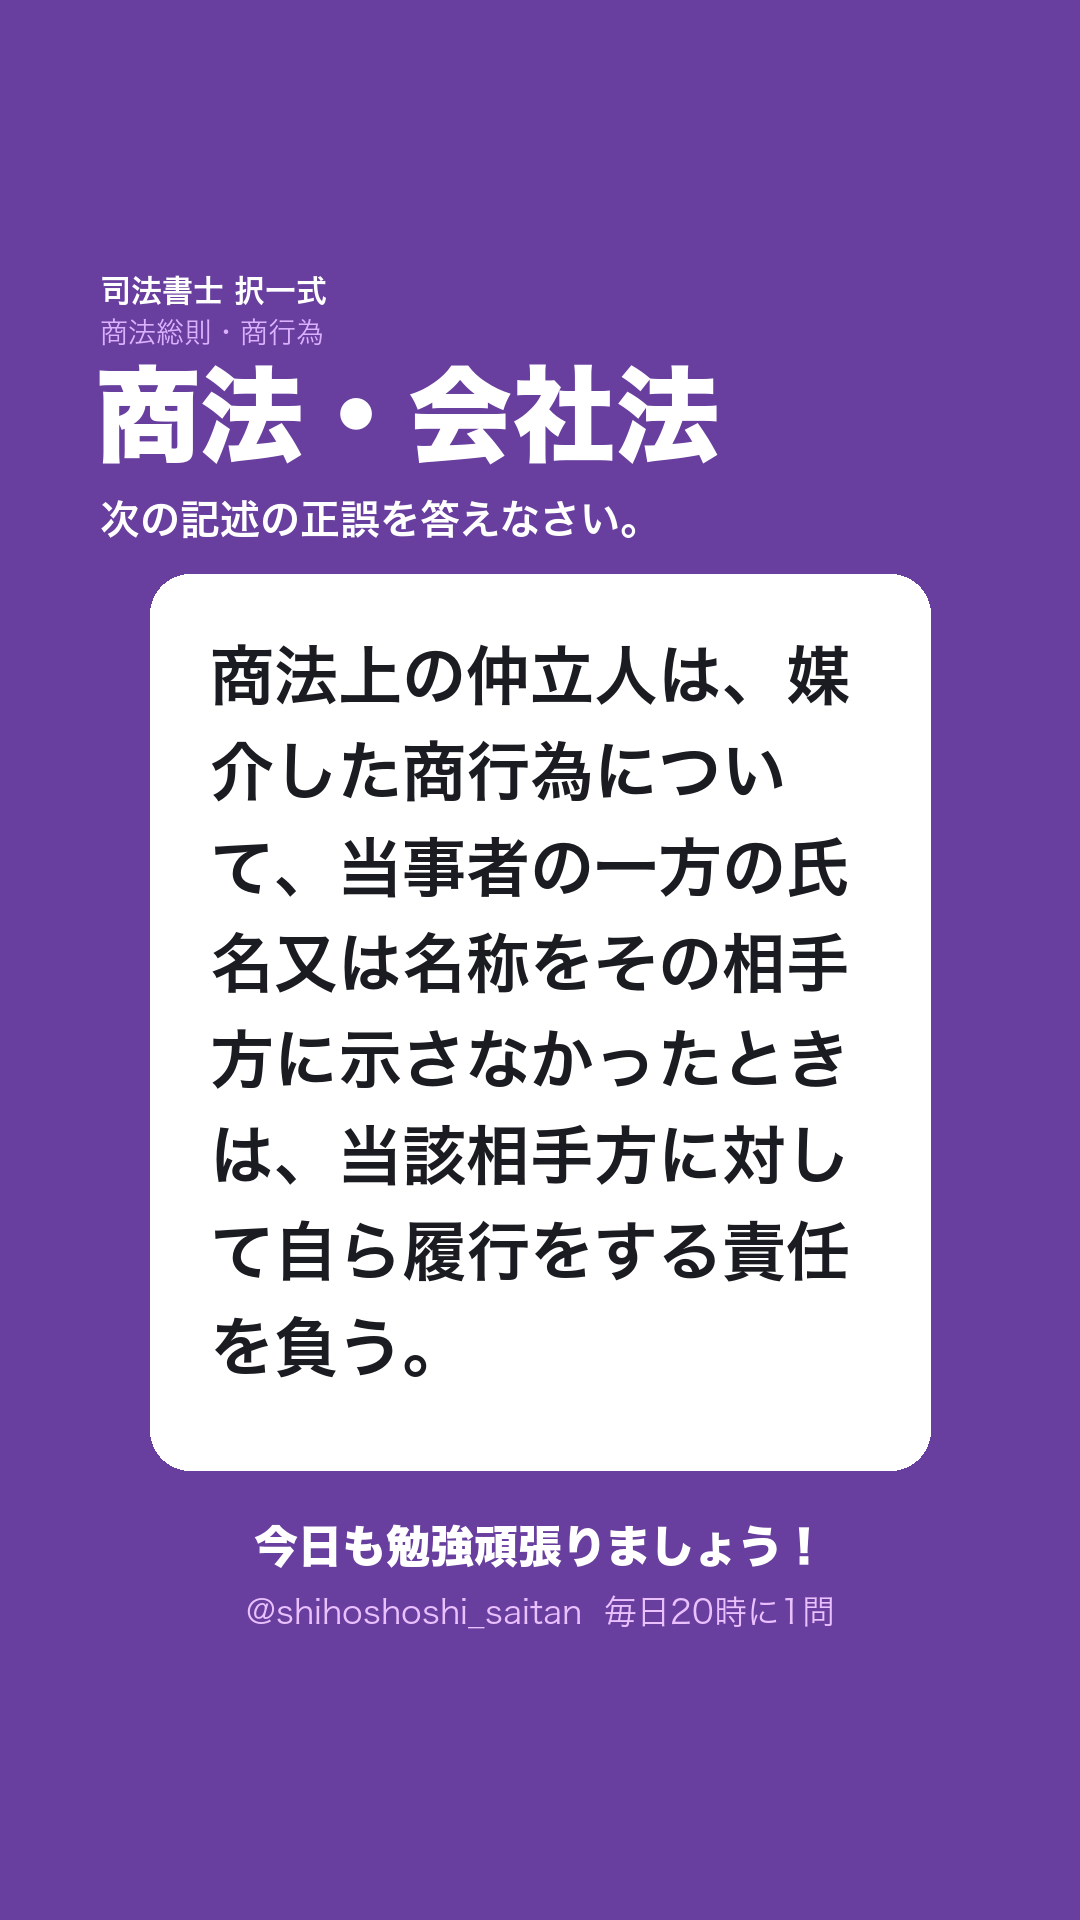 司法書士 択一式
商法総則・商行為
商法・会社法
次の記述の正誤を答えなさい。
商法上の仲立人は、媒
介した商行為につい
て、当事者の一方の氏
名又は名称をその相手
方に示さなかったとき
は、当該相手方に対し
て自ら履行をする責任
を負う。
今日も勉強頑張りましょう！
@shihoshoshi_saitan 毎日20時に1問